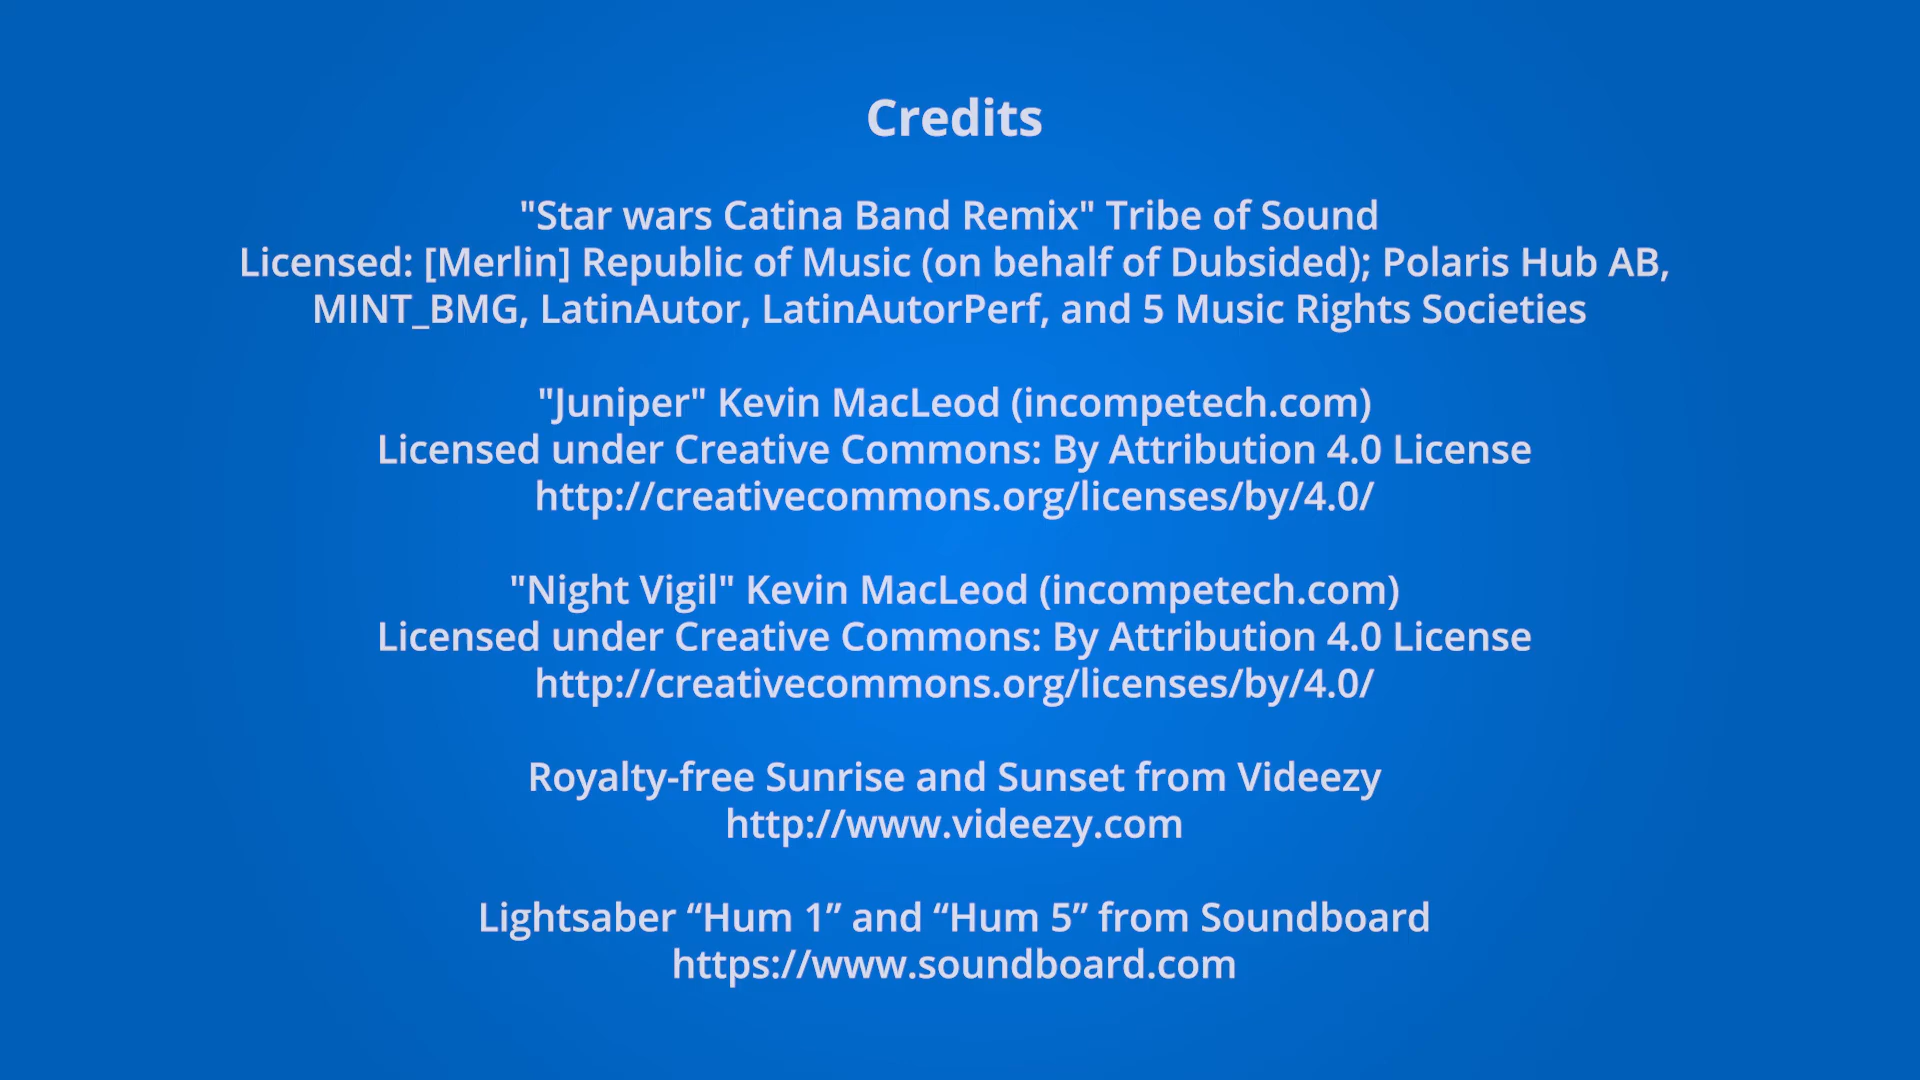 Credits
"Star wars Catina Band Remix" Tribe of Sound
Licensed: [Merlin] Republic of Music (on behalf of Dubsided); Polaris Hub AB,
MINT_BMG, LatinAutor, LatinAutorPerf, and 5 Music Rights Societies
"Juniper" Kevin MacLeod (incompetech.com)
Licensed under Creative Commons: By Attribution 4.0 License
http://creativecommons.org/licenses/by/4.0/
"Night Vigil" Kevin MacLeod (incompetech.com)
Licensed under Creative Commons: By Attribution 4.0 License
http://creativecommons.org/licenses/by/4.0/
Royalty-free Sunrise and Sunset from Videezy
http://www.videezy.com
Lightsaber “Hum 1” and “Hum 5” from Soundboard
https://www.soundboard.com